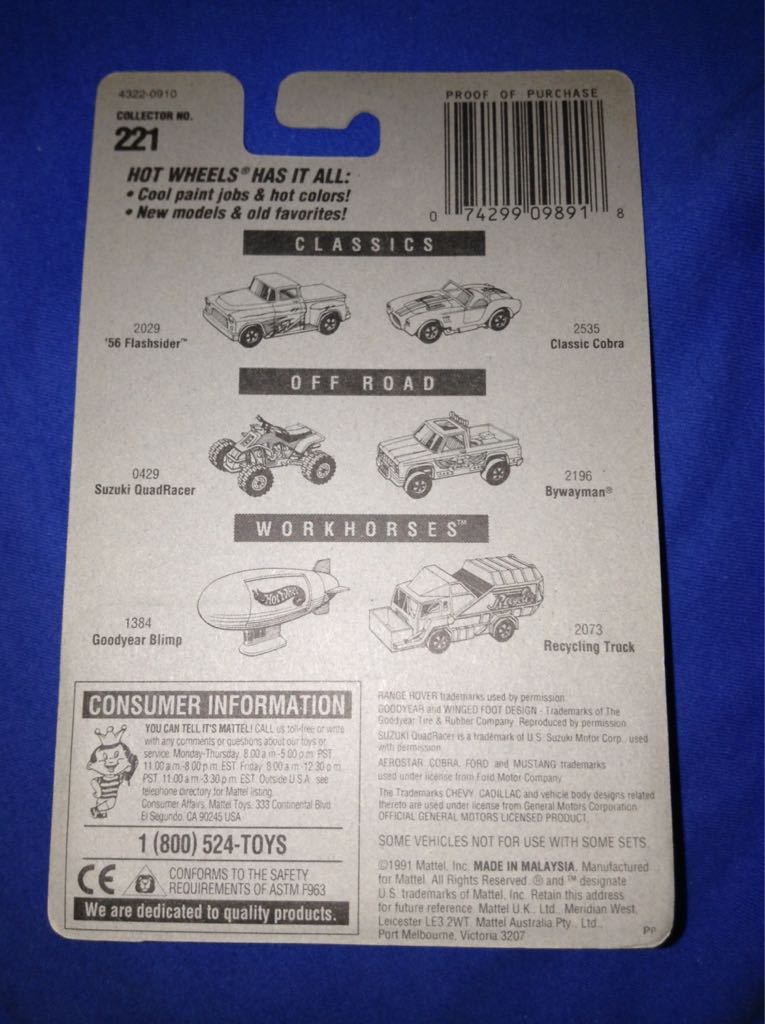 4322-0910
COLLECTOR NO.
221
PROOF OF PURCHASE
0 74299 09891 8
HOT WHEELS® HAS IT ALL:
• Cool paint jobs & hot colors!
• New models & old favorites!
CLASSICS
2029
'56 Flashsider™
2535
Classic Cobra
OFF ROAD
0429
Suzuki QuadRacer
2196
Bywayman®
WORKHORSES™
Hot Wheels
1384
Goodyear Blimp
2073
Recycling Truck
CONSUMER INFORMATION
YOU CAN TELL IT'S MATTEL! CALL us toll-free or write
with any comments or questions about our toys or
service. Monday-Thursday, 8:00 a.m.-5:00 p.m. PST,
11:00 a.m.-8:00 p.m. EST. Friday, 8:00 a.m.-12:30 p.m.
PST, 11:00 a.m.-3:30 p.m. EST. Outside U.S.A. see
telephone directory for Mattel listing.
Consumer Affairs, Mattel Toys, 333 Continental Blvd.
El Segundo, CA 90245 USA
1 (800) 524-TOYS
CE
CONFORMS TO THE SAFETY
REQUIREMENTS OF ASTM F963
We are dedicated to quality products.
RANGE ROVER trademarks used by permission.
GOODYEAR and WINGED FOOT DESIGN - Trademarks of The
Goodyear Tire & Rubber Company. Reproduced by permission.
SUZUKI QuadRacer is a trademark of U.S. Suzuki Motor Corp., used
with permission.
AEROSTAR, COBRA, FORD and MUSTANG trademarks
used under license from Ford Motor Company.
The Trademarks CHEVY, CADILLAC and vehicle body designs related
thereto are used under license from General Motors Corporation.
OFFICIAL GENERAL MOTORS LICENSED PRODUCT.
SOME VEHICLES NOT FOR USE WITH SOME SETS.
©1991 Mattel, Inc. MADE IN MALAYSIA. Manufactured
for Mattel. All Rights Reserved. ® and ™ designate
U.S. trademarks of Mattel, Inc. Retain this address
for future reference: Mattel U.K., Ltd., Meridian West,
Leicester LE3 2WT. Mattel Australia Pty., Ltd.,
Port Melbourne, Victoria 3207
PP